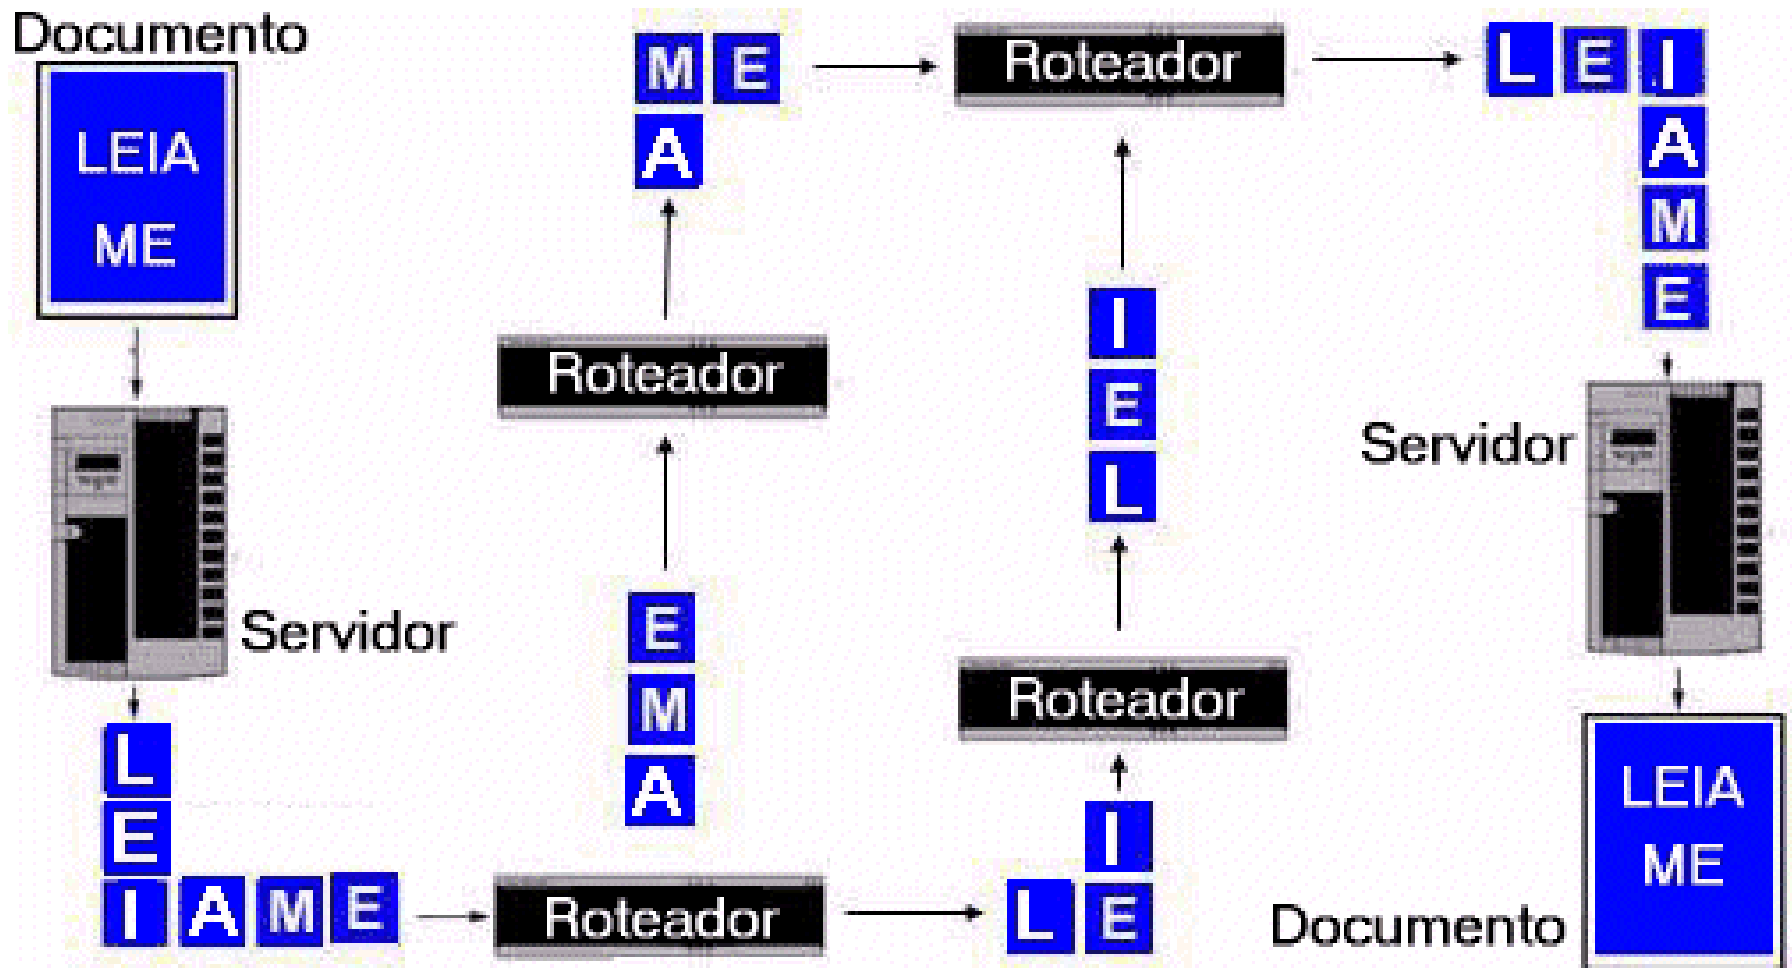 Documento
LEIA
ME
Servidor
L
E
I A M E
Roteador
E
M
A
Roteador
M E
A
L E
I
Roteador
I
E
L
Roteador
L E I
A
M
E
Servidor
LEIA
ME
Documento